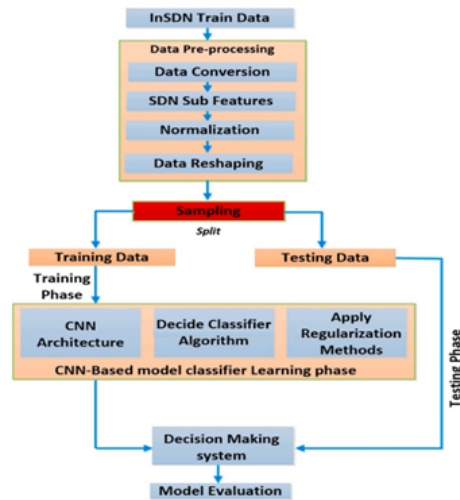 InSDN Train Data
Data Pre-processing
Data Conversion
SDN Sub Features
Normalization
Data Reshaping
Sampling
Split
Training Data
Testing Data
Training
Phase
CNN
Architecture
Decide Classifier
Algorithm
Apply
Regularization
Methods
CNN-Based model classifier Learning phase
Testing Phase
Decision Making
system
Model Evaluation